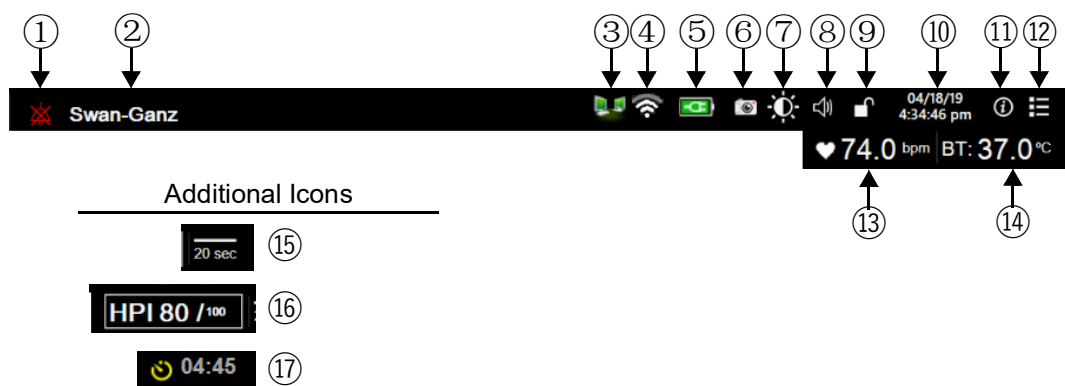 ① ② ③ ④ ⑤ ⑥ ⑦ ⑧ ⑨ ⑩ ⑪ ⑫
Swan-Ganz
04/18/19
4:34:46 pm
74.0 bpm BT: 37.0 ºC
⑬ ⑭
Additional Icons
20 sec ⑮
HPI 80 /100 ⑯
04:45 ⑰